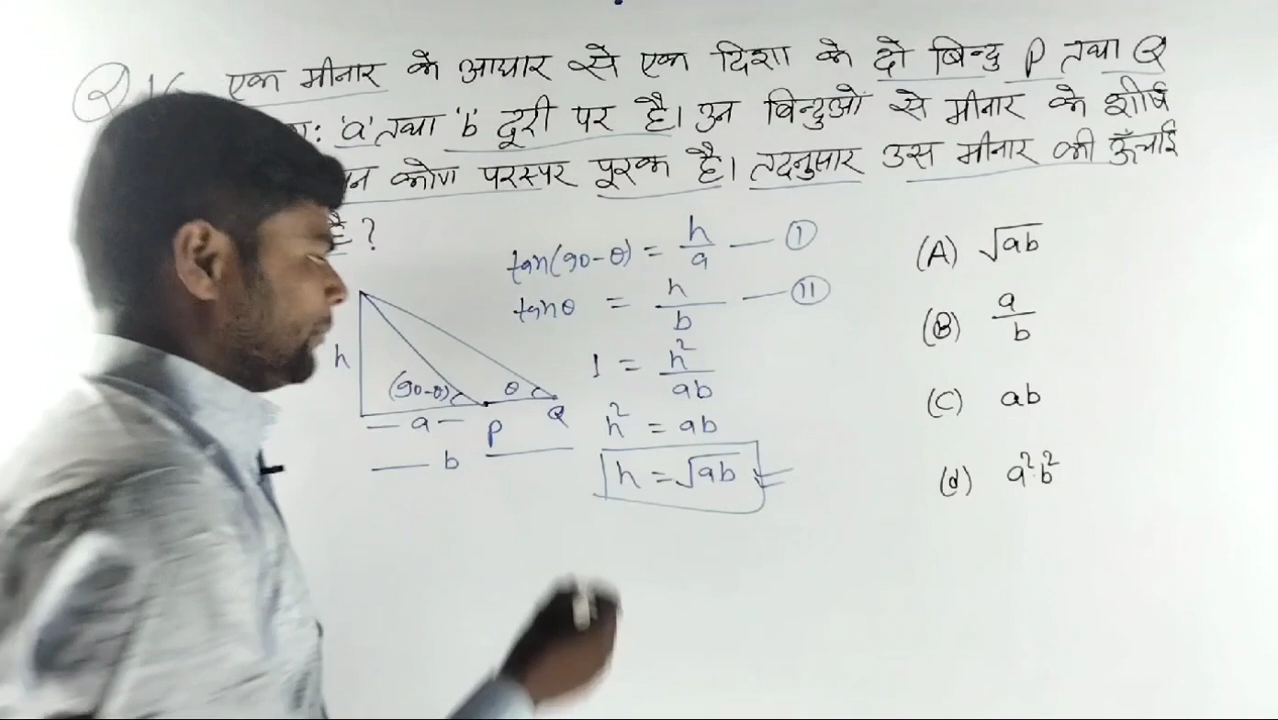 Q 16 एक मीनार के आधार से एक दिशा के दो बिन्दु P तथा Q
: 'a' तथा 'b' दूरी पर है। उन बिन्दुओ से मीनार के शीर्ष
कोण परस्पर पूरक है। तदनुसार उस मीनार की ऊँचाई
है ?
tan(90-θ) = h/a — I
tanθ = h/b — II
1 = h²/ab
h² = ab
h = √ab
h
(90-θ)
θ
a
P
Q
b
(A) √ab
(B) a/b
(C) ab
(d) a²b²